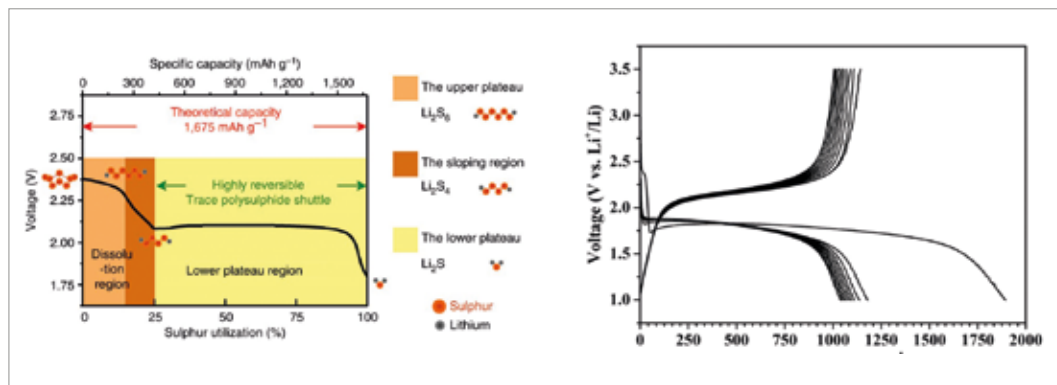 Specific capacity (mAh g⁻¹)
0 300 600 900 1,200 1,500
Theoretical capacity
1,675 mAh g⁻¹
2.75
2.50
2.25
2.00
1.75
Voltage (V)
Highly reversible
Trace polysulphide shuttle
Dissolu
-tion
region
Lower plateau region
0 25 50 75 100
Sulphur utilization (%)
The upper plateau
Li₂S₆
The sloping region
Li₂S₄
The lower plateau
Li₂S
Sulphur
Lithium
3.5
3.0
2.5
2.0
1.5
1.0
Voltage (V vs. Li⁺/Li)
0 250 500 750 1000 1250 1500 1750 2000